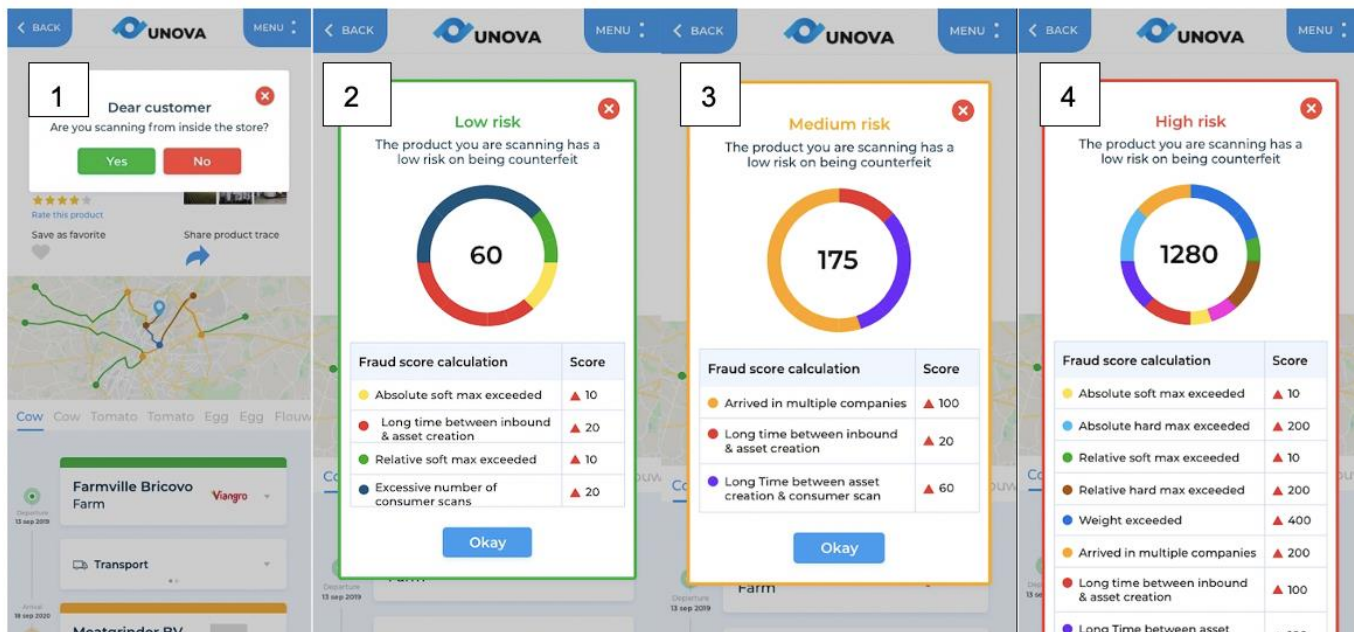 BACK
UNOVA
MENU
1
Dear customer
Are you scanning from inside the store?
Yes
No
Rate this product
Save as favorite
Share product trace
Cow Cow Tomato Tomato Egg Egg Flouw
Departure
13 sep 2019
Farmville Bricovo
Farm
Viangro
Transport
Arrival
18 sep 2020
Meatgrinder BV
BACK
UNOVA
MENU
2
Low risk
The product you are scanning has a
low risk on being counterfeit
60
Fraud score calculation Score
Absolute soft max exceeded 10
Long time between inbound
& asset creation 20
Relative soft max exceeded 10
Excessive number of
consumer scans 20
Okay
Departure
13 sep 2019
BACK
UNOVA
MENU
3
Medium risk
The product you are scanning has a
low risk on being counterfeit
175
Fraud score calculation Score
Arrived in multiple companies 100
Long time between inbound
& asset creation 20
Long Time between asset
creation & consumer scan 60
Okay
Departure
13 sep 2019
Farm
BACK
UNOVA
MENU
4
High risk
The product you are scanning has a
low risk on being counterfeit
1280
Fraud score calculation Score
Absolute soft max exceeded 10
Absolute hard max exceeded 200
Relative soft max exceeded 10
Relative hard max exceeded 200
Weight exceeded 400
Arrived in multiple companies 200
Long time between inbound
& asset creation 100
Long Time between asset